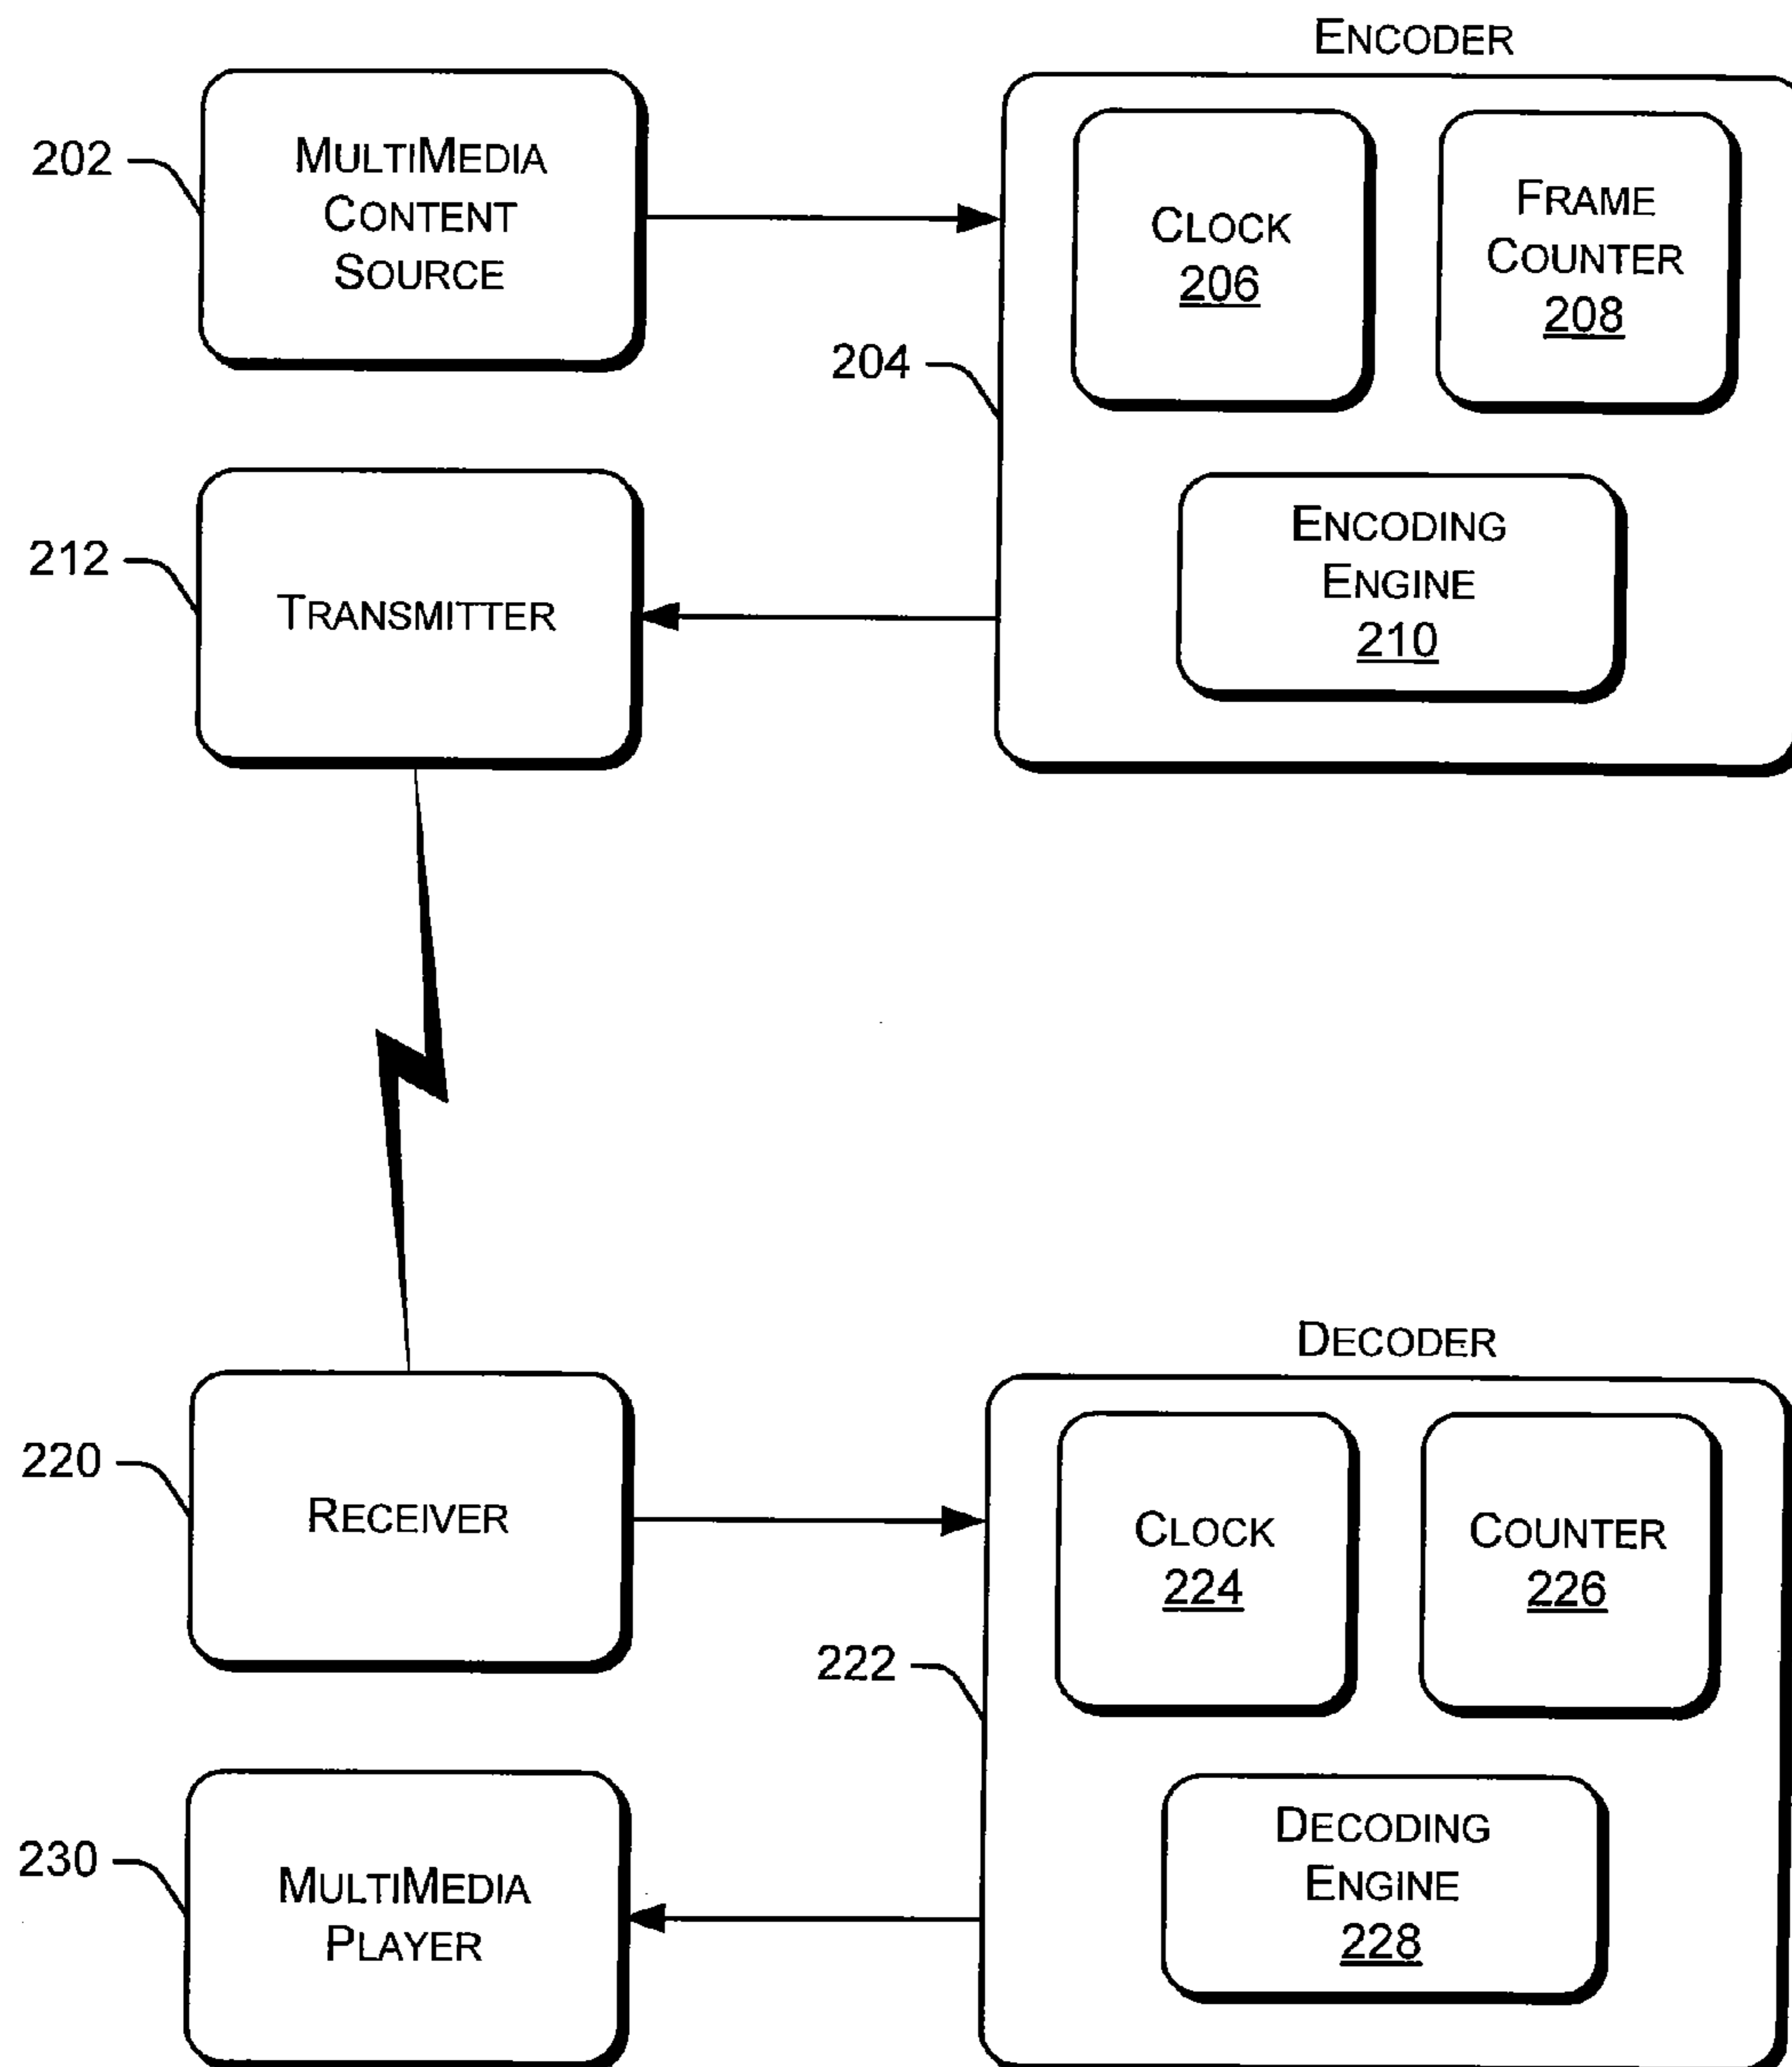 ENCODER
202
MULTIMEDIA
CONTENT
SOURCE
CLOCK
206
FRAME
COUNTER
208
204
ENCODING
ENGINE
210
212
TRANSMITTER
DECODER
220
RECEIVER
CLOCK
224
COUNTER
226
222
DECODING
ENGINE
228
230
MULTIMEDIA
PLAYER